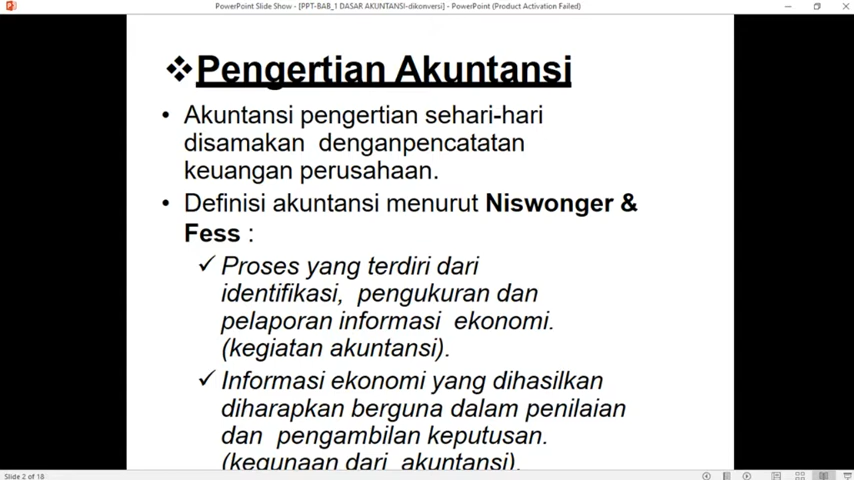 PowerPoint Slide Show - [PPT-BAB_1 DASAR AKUNTANSI-dikonversi] - PowerPoint (Product Activation Failed)
❖Pengertian Akuntansi
• Akuntansi pengertian sehari-hari
disamakan denganpencatatan
keuangan perusahaan.
• Definisi akuntansi menurut Niswonger &
Fess :
✓ Proses yang terdiri dari
identifikasi, pengukuran dan
pelaporan informasi ekonomi.
(kegiatan akuntansi).
✓ Informasi ekonomi yang dihasilkan
diharapkan berguna dalam penilaian
dan pengambilan keputusan.
(kegunaan dari akuntansi).
Slide 2 of 18